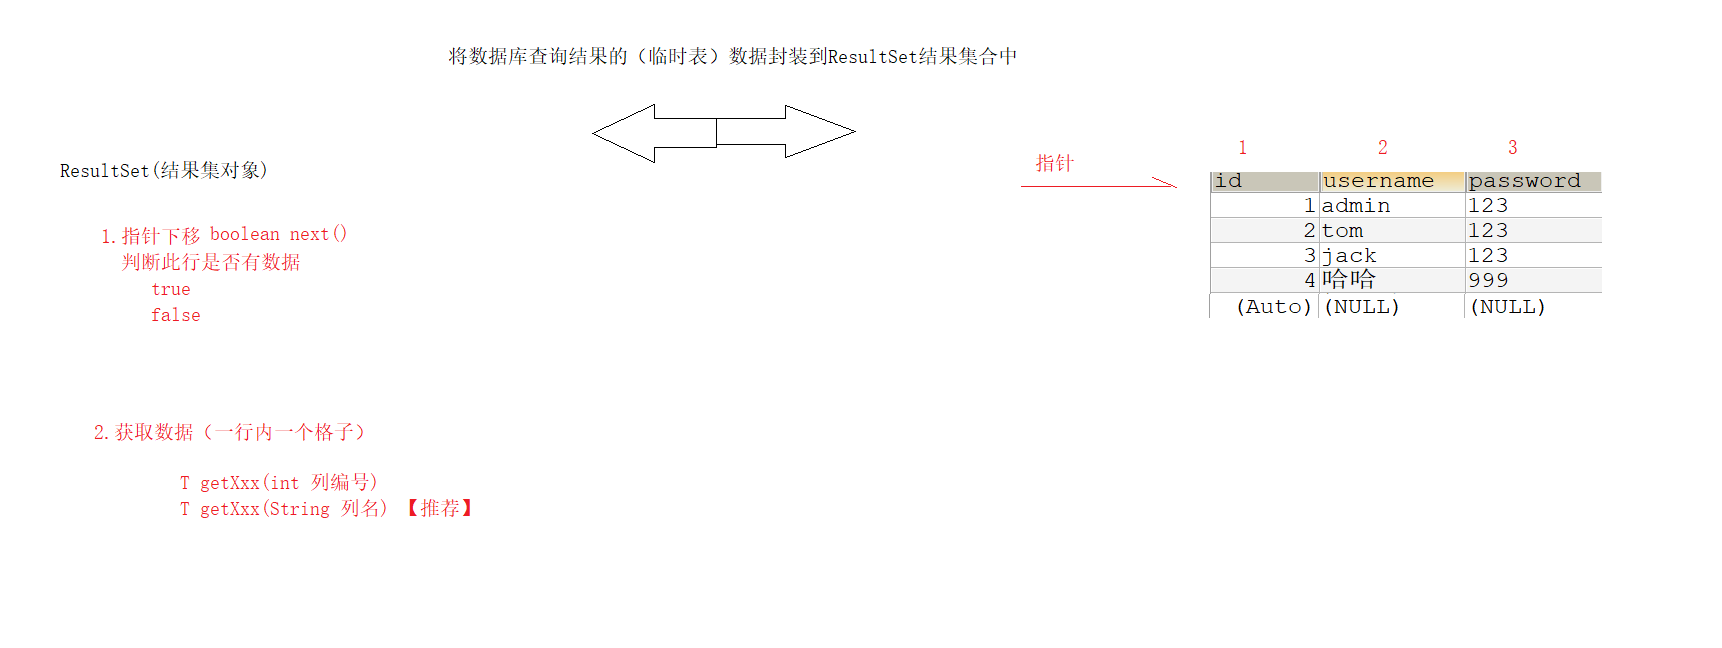 将数据库查询结果的（临时表）数据封装到ResultSet结果集合中
ResultSet(结果集对象)
1.指针下移 boolean next()
判断此行是否有数据
true
false
2.获取数据（一行内一个格子）
T getXxx(int 列编号)
T getXxx(String 列名) 【推荐】
指针
1 2 3
id username password
1 admin 123
2 tom 123
3 jack 123
4 哈哈 999
(Auto) (NULL) (NULL)